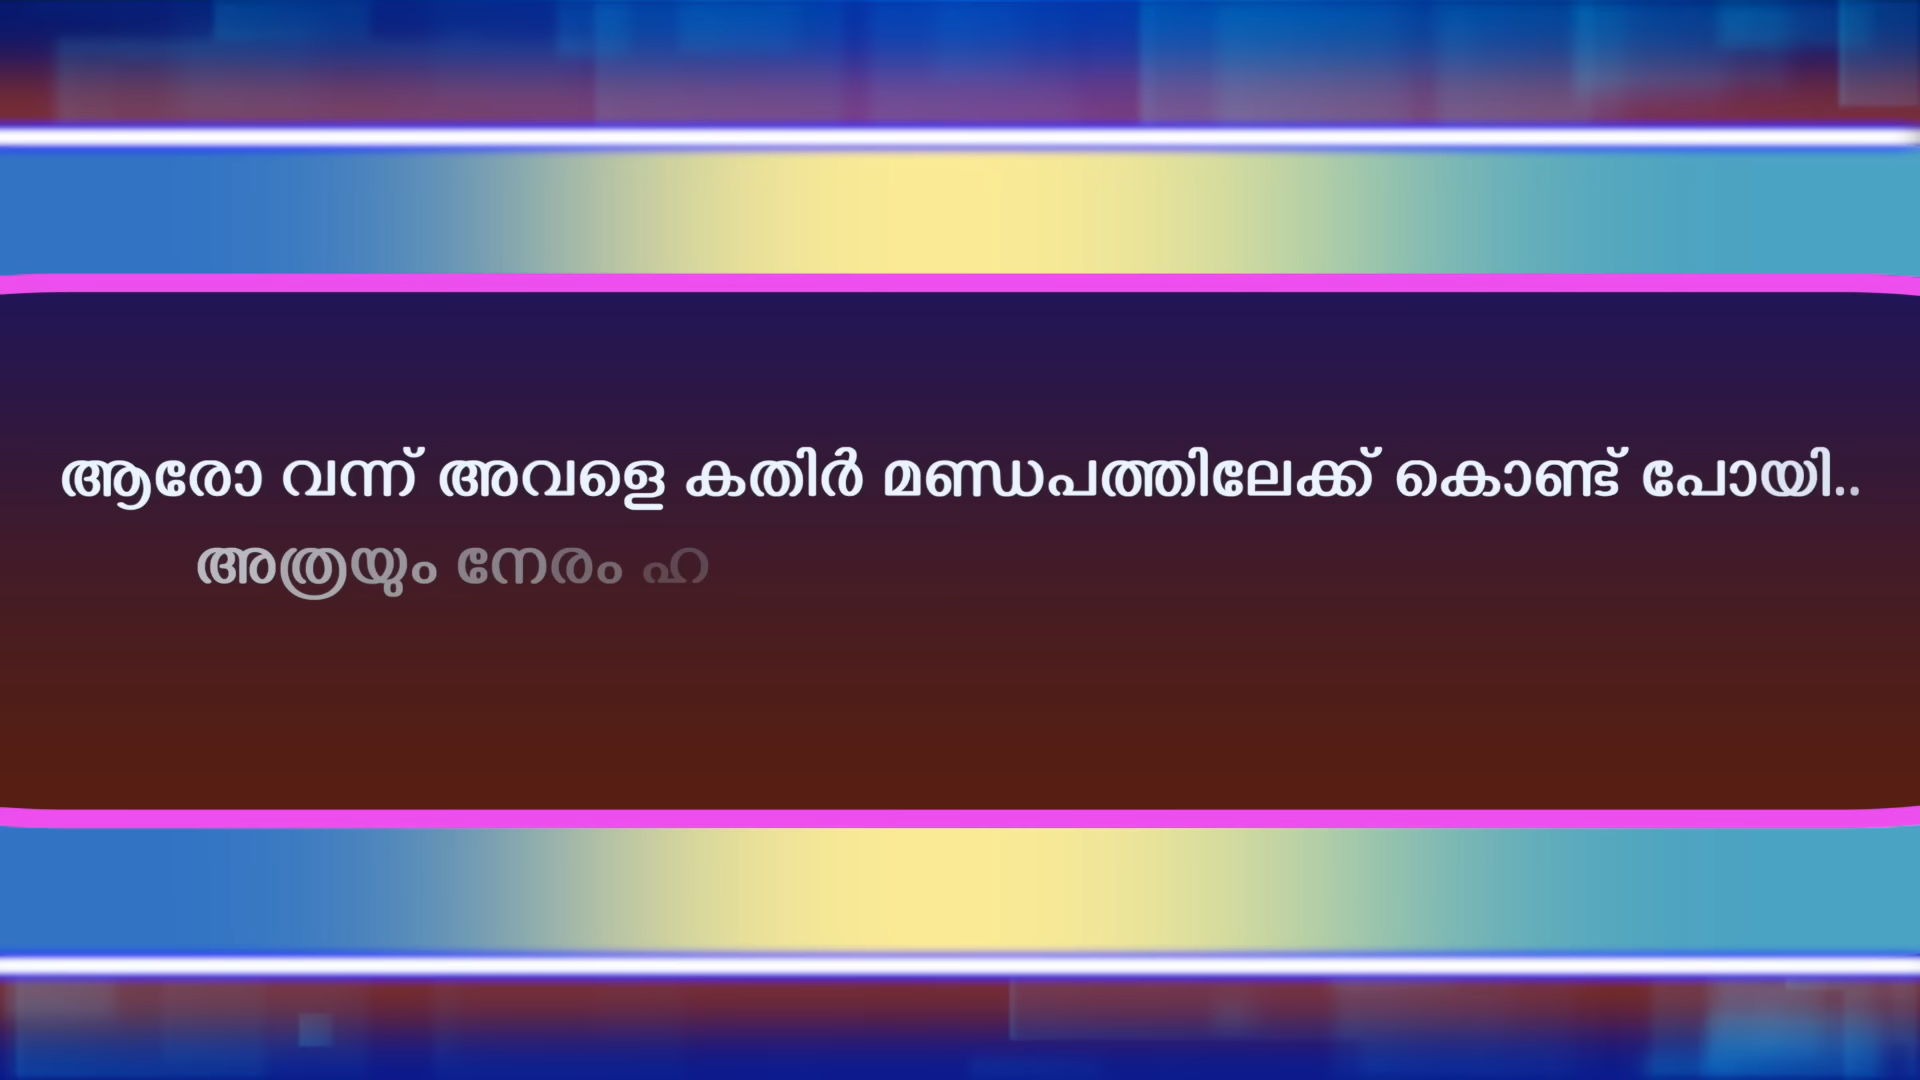 ആരോ വന്ന് അവളെ കതിർ മണ്ഡപത്തിലേക്ക് കൊണ്ട് പോയി..
അത്രയും നേരം ഹ